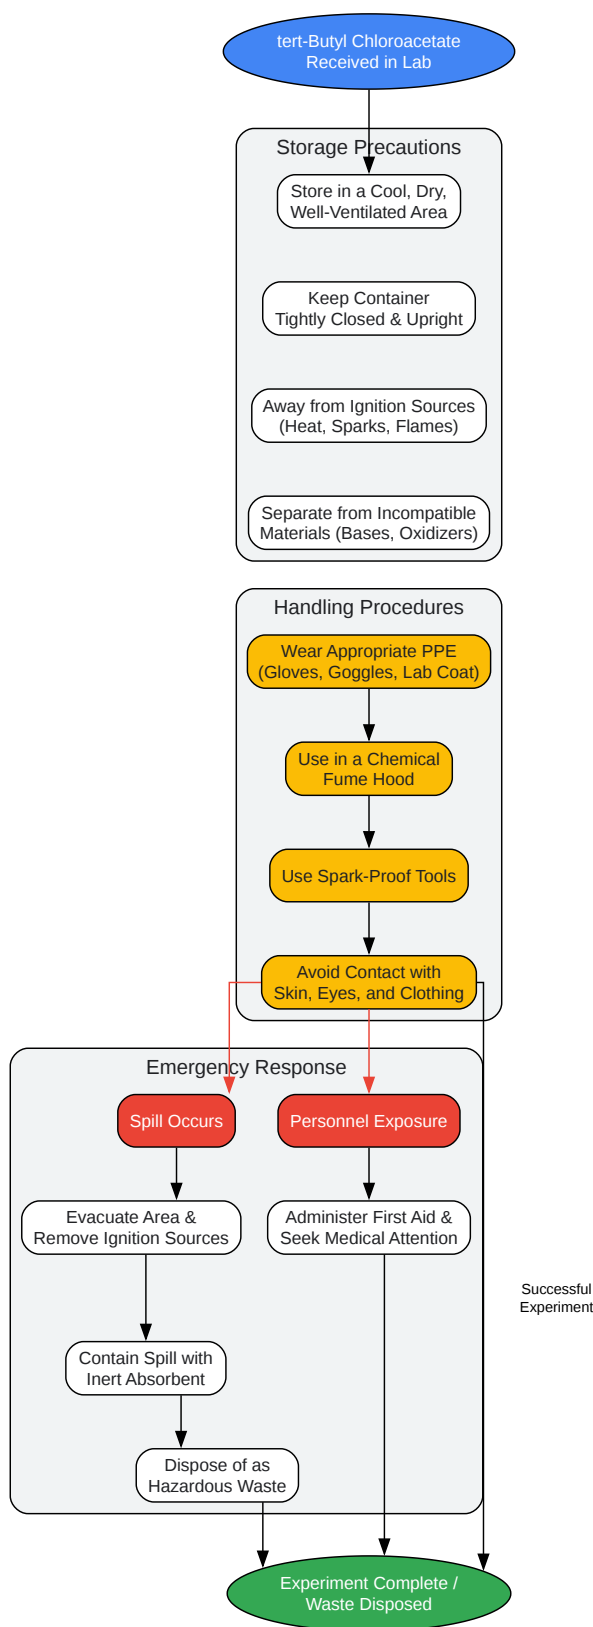 tert-Butyl Chloroacetate
Received in Lab
Storage Precautions
Store in a Cool, Dry,
Well-Ventilated Area
Keep Container
Tightly Closed & Upright
Away from Ignition Sources
(Heat, Sparks, Flames)
Separate from Incompatible
Materials (Bases, Oxidizers)
Handling Procedures
Wear Appropriate PPE
(Gloves, Goggles, Lab Coat)
Use in a Chemical
Fume Hood
Use Spark-Proof Tools
Avoid Contact with
Skin, Eyes, and Clothing
Emergency Response
Spill Occurs
Personnel Exposure
Evacuate Area &
Remove Ignition Sources
Administer First Aid &
Seek Medical Attention
Successful
Experiment
Contain Spill with
Inert Absorbent
Dispose of as
Hazardous Waste
Experiment Complete /
Waste Disposed